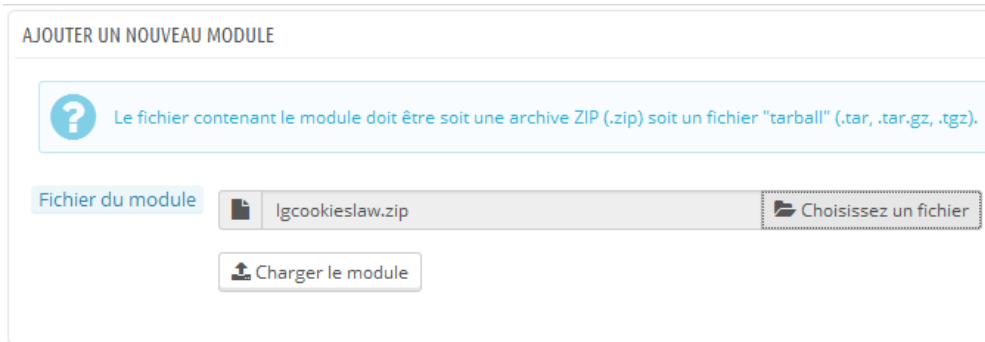 AJOUTER UN NOUVEAU MODULE
Le fichier contenant le module doit être soit une archive ZIP (.zip) soit un fichier "tarball" (.tar, .tar.gz, .tgz).
Fichier du module
lgcookieslaw.zip
Choisissez un fichier
Charger le module